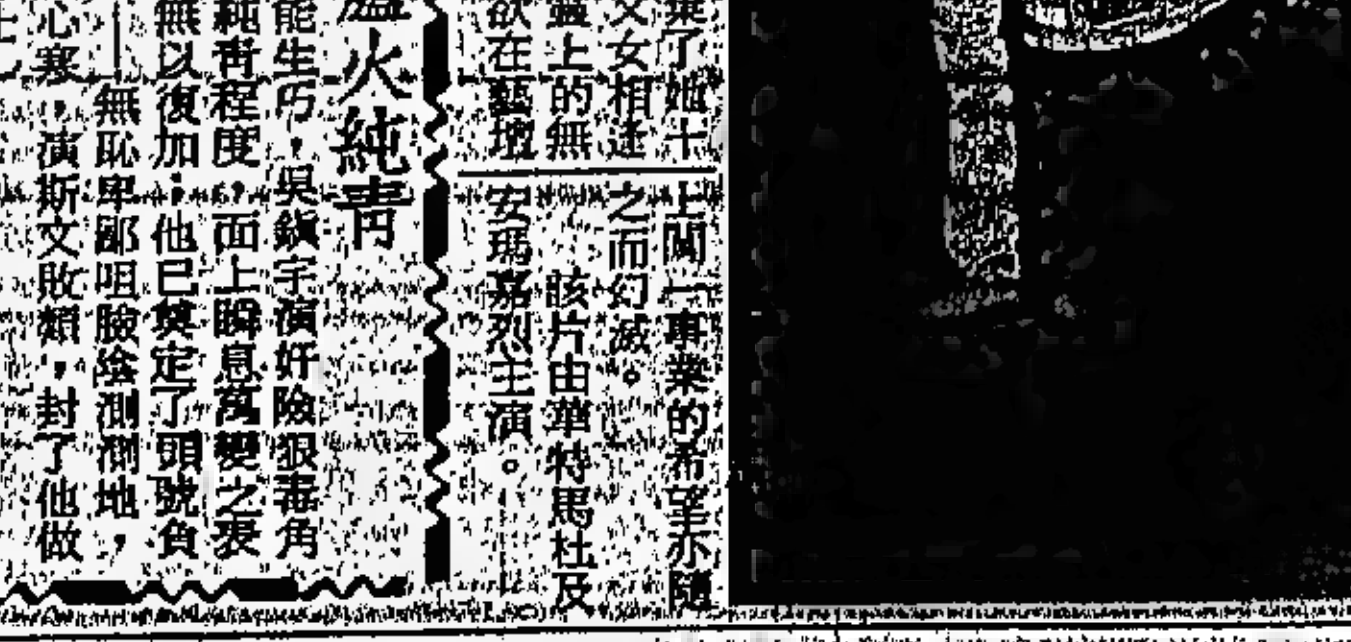 棄了她十
父女相逢
上的無
欲在藝壇
上闖一事業的希望亦隨
之而幻滅。
該片由華特馬杜及
安瑪嘉烈主演。
火純青
能生巧,吳鎮宇演奸險狠毒角
純青程度,面上瞬息萬變之表
無以復加;他已奠定了頭號負
—無恥卑鄙咀臉陰測測地,
心寒,演斯文敗類,封了他做